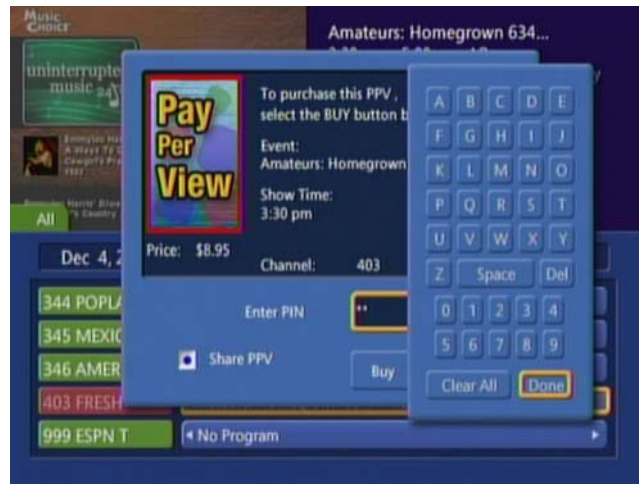 Music
Choice
uninterrupte
music 24
Amateurs: Homegrown 634...
Pay
Per
View
To purchase this PPV ,
select the BUY button b
Event:
Amateurs: Homegrown
Show Time:
3:30 pm
Price: $8.95
Channel: 403
Enter PIN
**
Share PPV
Buy
A B C D E
F G H I J
K L M N O
P Q R S T
U V W X Y
Z Space Del
0 1 2 3 4
5 6 7 8 9
Clear All Done
All
Dec 4, 2
344 POPLA
345 MEXIC
346 AMER
403 FRESH
999 ESPN T
No Program